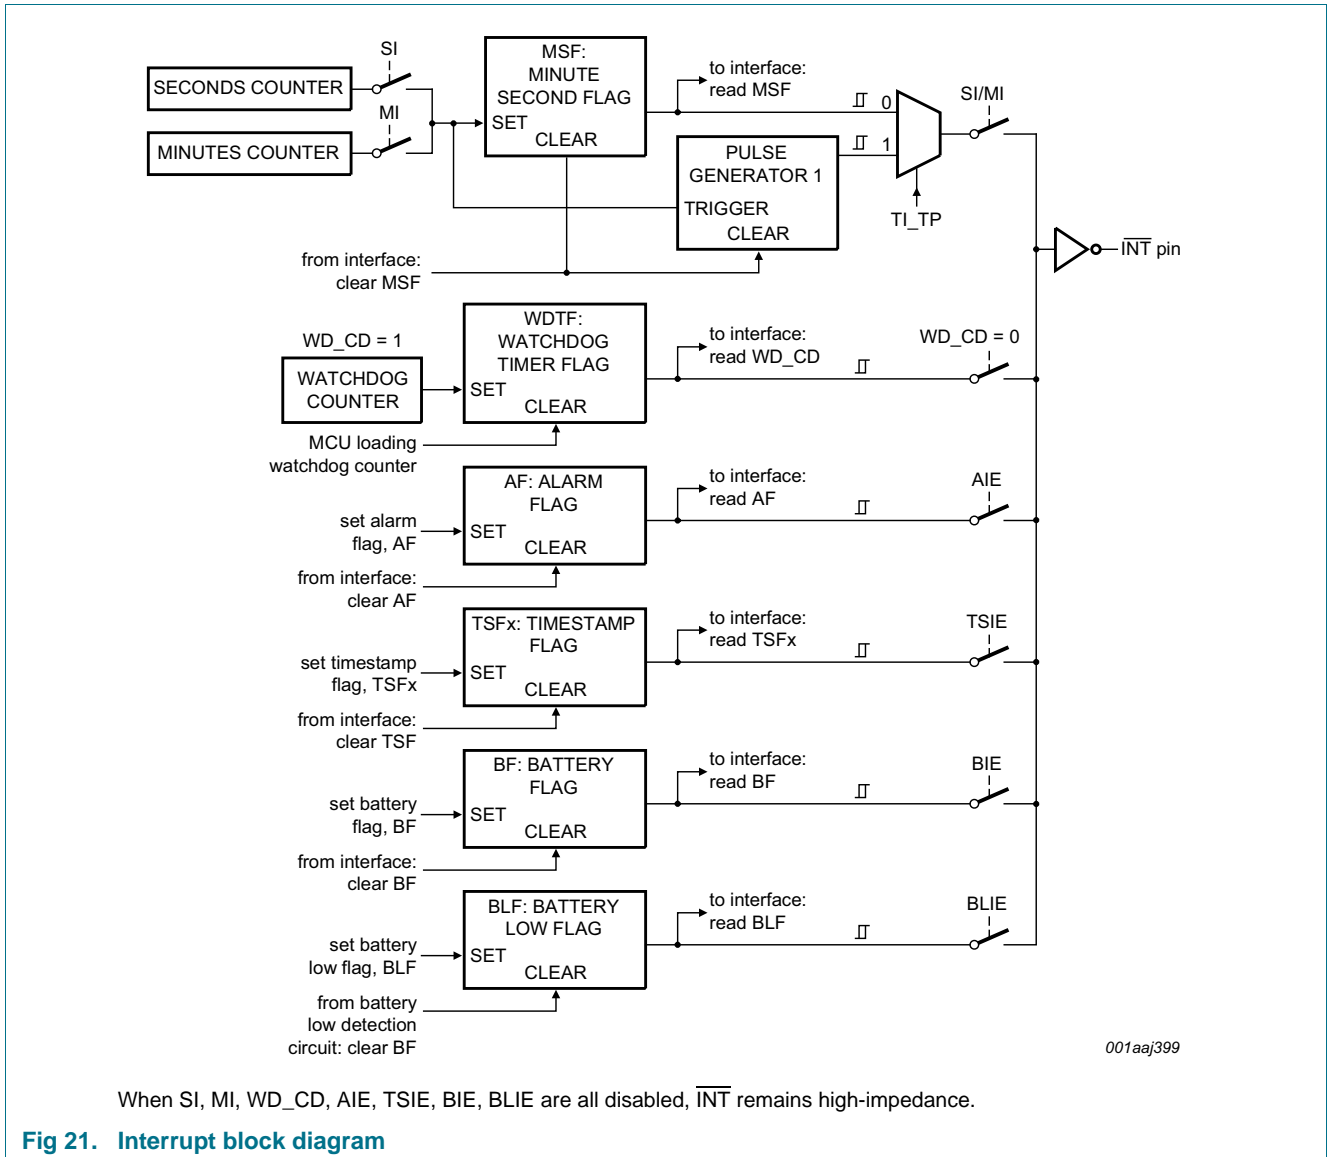 SI
SECONDS COUNTER
MI
MINUTES COUNTER
MSF:
MINUTE
SECOND FLAG
SET
CLEAR
to interface:
read MSF
0
1
SI/MI
PULSE
GENERATOR 1
TRIGGER
CLEAR
TI_TP
INT pin
from interface:
clear MSF
WD_CD = 1
WATCHDOG
COUNTER
WDTF:
WATCHDOG
TIMER FLAG
SET
CLEAR
to interface:
read WD_CD
WD_CD = 0
MCU loading
watchdog counter
AF: ALARM
FLAG
SET
CLEAR
to interface:
read AF
AIE
set alarm
flag, AF
from interface:
clear AF
TSFx: TIMESTAMP
FLAG
SET
CLEAR
to interface:
read TSFx
TSIE
set timestamp
flag, TSFx
from interface:
clear TSF
BF: BATTERY
FLAG
SET
CLEAR
to interface:
read BF
BIE
set battery
flag, BF
from interface:
clear BF
BLF: BATTERY
LOW FLAG
SET
CLEAR
to interface:
read BLF
BLIE
set battery
low flag, BLF
from battery
low detection
circuit: clear BF
001aaj399
When SI, MI, WD_CD, AIE, TSIE, BIE, BLIE are all disabled, INT remains high-impedance.
Fig 21. Interrupt block diagram